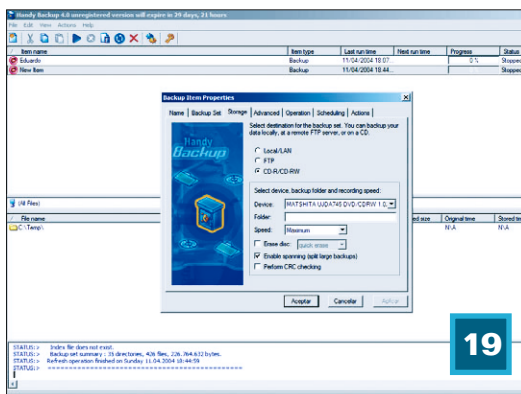 Handy Backup 4.0 unregistered version will expire in 29 days, 21 hours
File Edit View Actions Help
Item name Item type Last run time Next run time Progress Status
Eduardo Backup 11/04/2004 18:07... 0 % Stopped
New Item Backup 11/04/2004 18:44... Stopped
Backup Item Properties
Name Backup Set Storage Advanced Operation Scheduling Actions
Select destination for the backup set. You can backup your
data locally, at a remote FTP server, or on a CD.
Handy
Backup
Local/LAN
FTP
CD-R/CD-RW
Select device, backup folder and recording speed:
Device: MATSHITA UJDA745 DVD/CDRW 1.0
Folder:
Speed: Maximum
Erase disc: quick erase
Enable spanning (split large backups)
Perform CRC checking
Aceptar Cancelar Aplicar
(All Files)
File name ed size Original time Stored tim
C:\Temp\ N\A N\A
STATUS:> Index file does not exist.
STATUS:> Backup set summary : 35 directories, 426 files, 226.764.632 bytes.
STATUS:> Refresh operation finished on Sunday 11.04.2004 18:44:59
STATUS:> ================================================
19